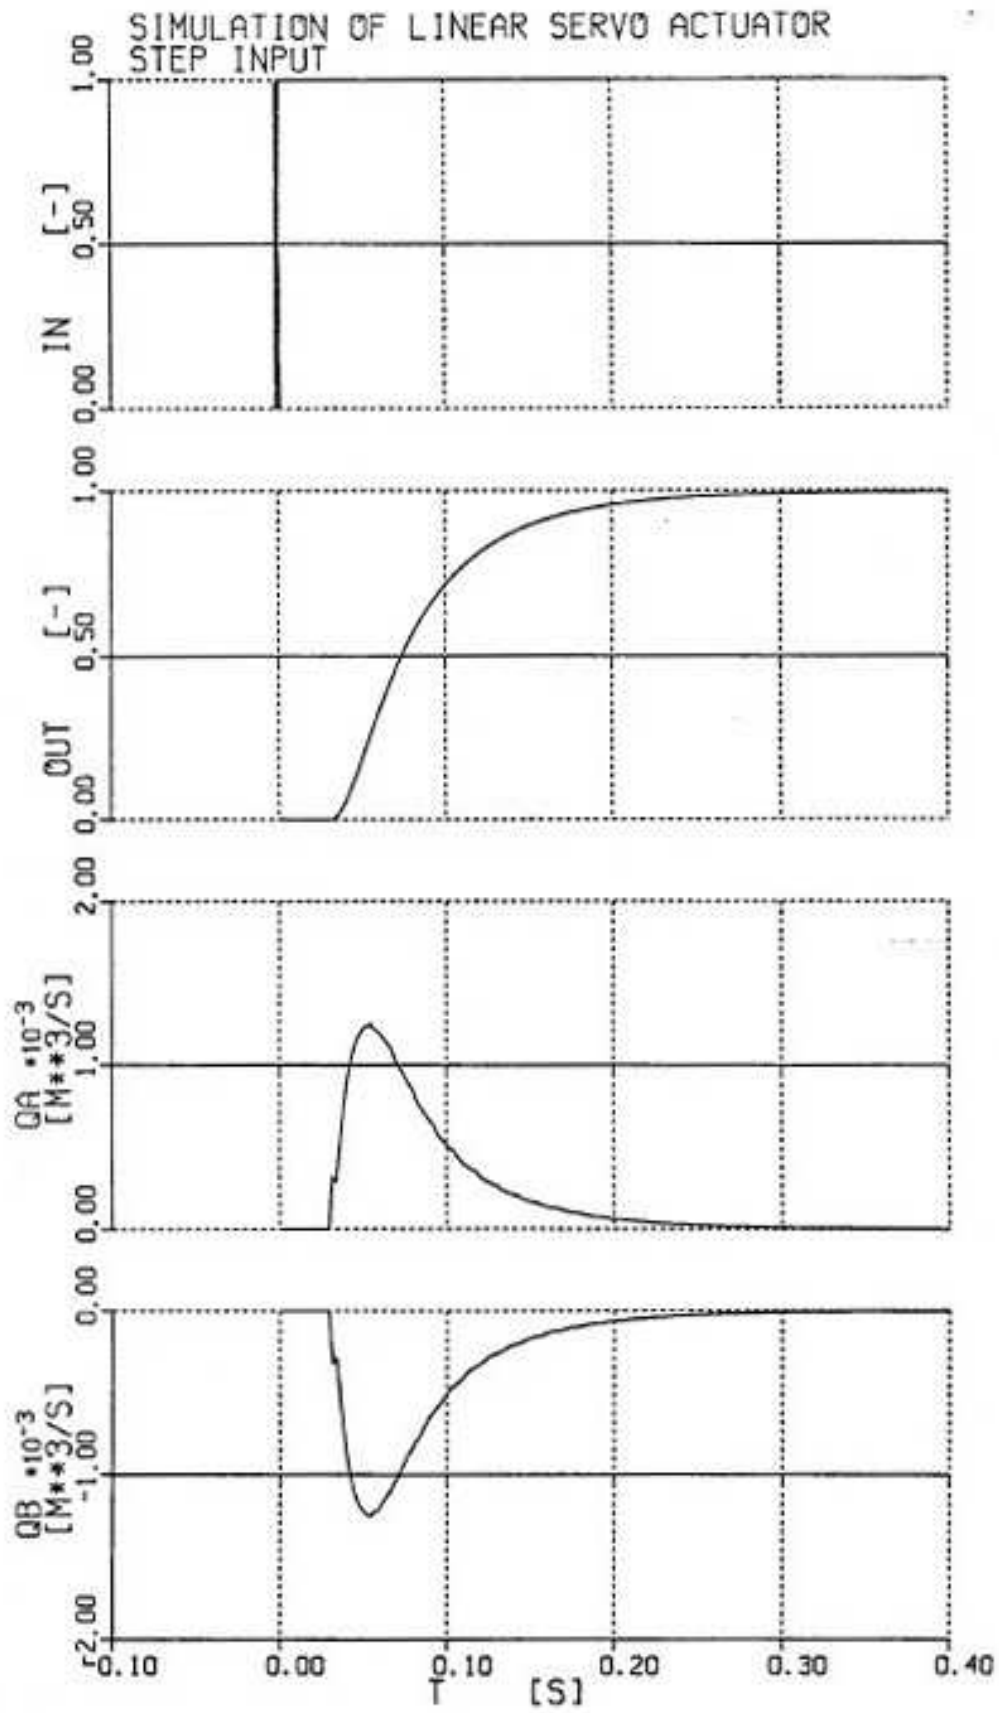 SIMULATION OF LINEAR SERVO ACTUATOR
STEP INPUT
1.00
0.50
0.00
IN [-]
1.00
0.50
0.00
OUT [-]
2.00
1.00
0.00
QA *10-3
[M**3/S]
0.00
-1.00
-2.00
QB *10-3
[M**3/S]
-0.10 0.00 0.10 0.20 0.30 0.40
T [S]